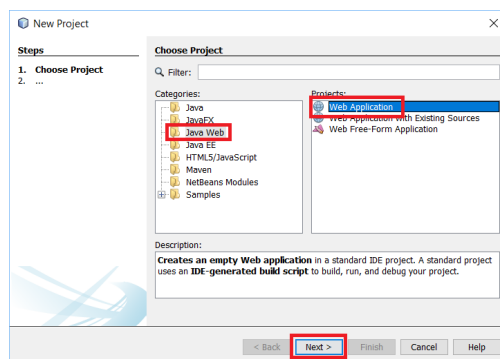 New Project
Steps
1. Choose Project
2. ...
Choose Project
Filter:
Categories:
Java
JavaFX
Java Web
Java EE
HTML5/JavaScript
Maven
NetBeans Modules
Samples
Projects:
Web Application
Web Application with Existing Sources
Web Free-Form Application
Description:
Creates an empty Web application in a standard IDE project. A standard project
uses an IDE-generated build script to build, run, and debug your project.
< Back
Next >
Finish
Cancel
Help